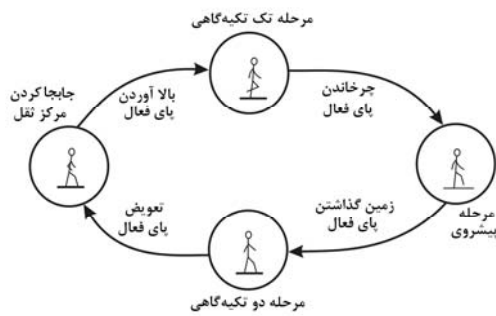 مرحله تک تکیه‌گاهی
چرخاندن
پای فعال
بالا آوردن
پای فعال
جابجاکردن
مرکز ثقل
مرحله
پیشروی
زمین گذاشتن
پای فعال
تعویض
پای فعال
مرحله دو تکیه‌گاهی